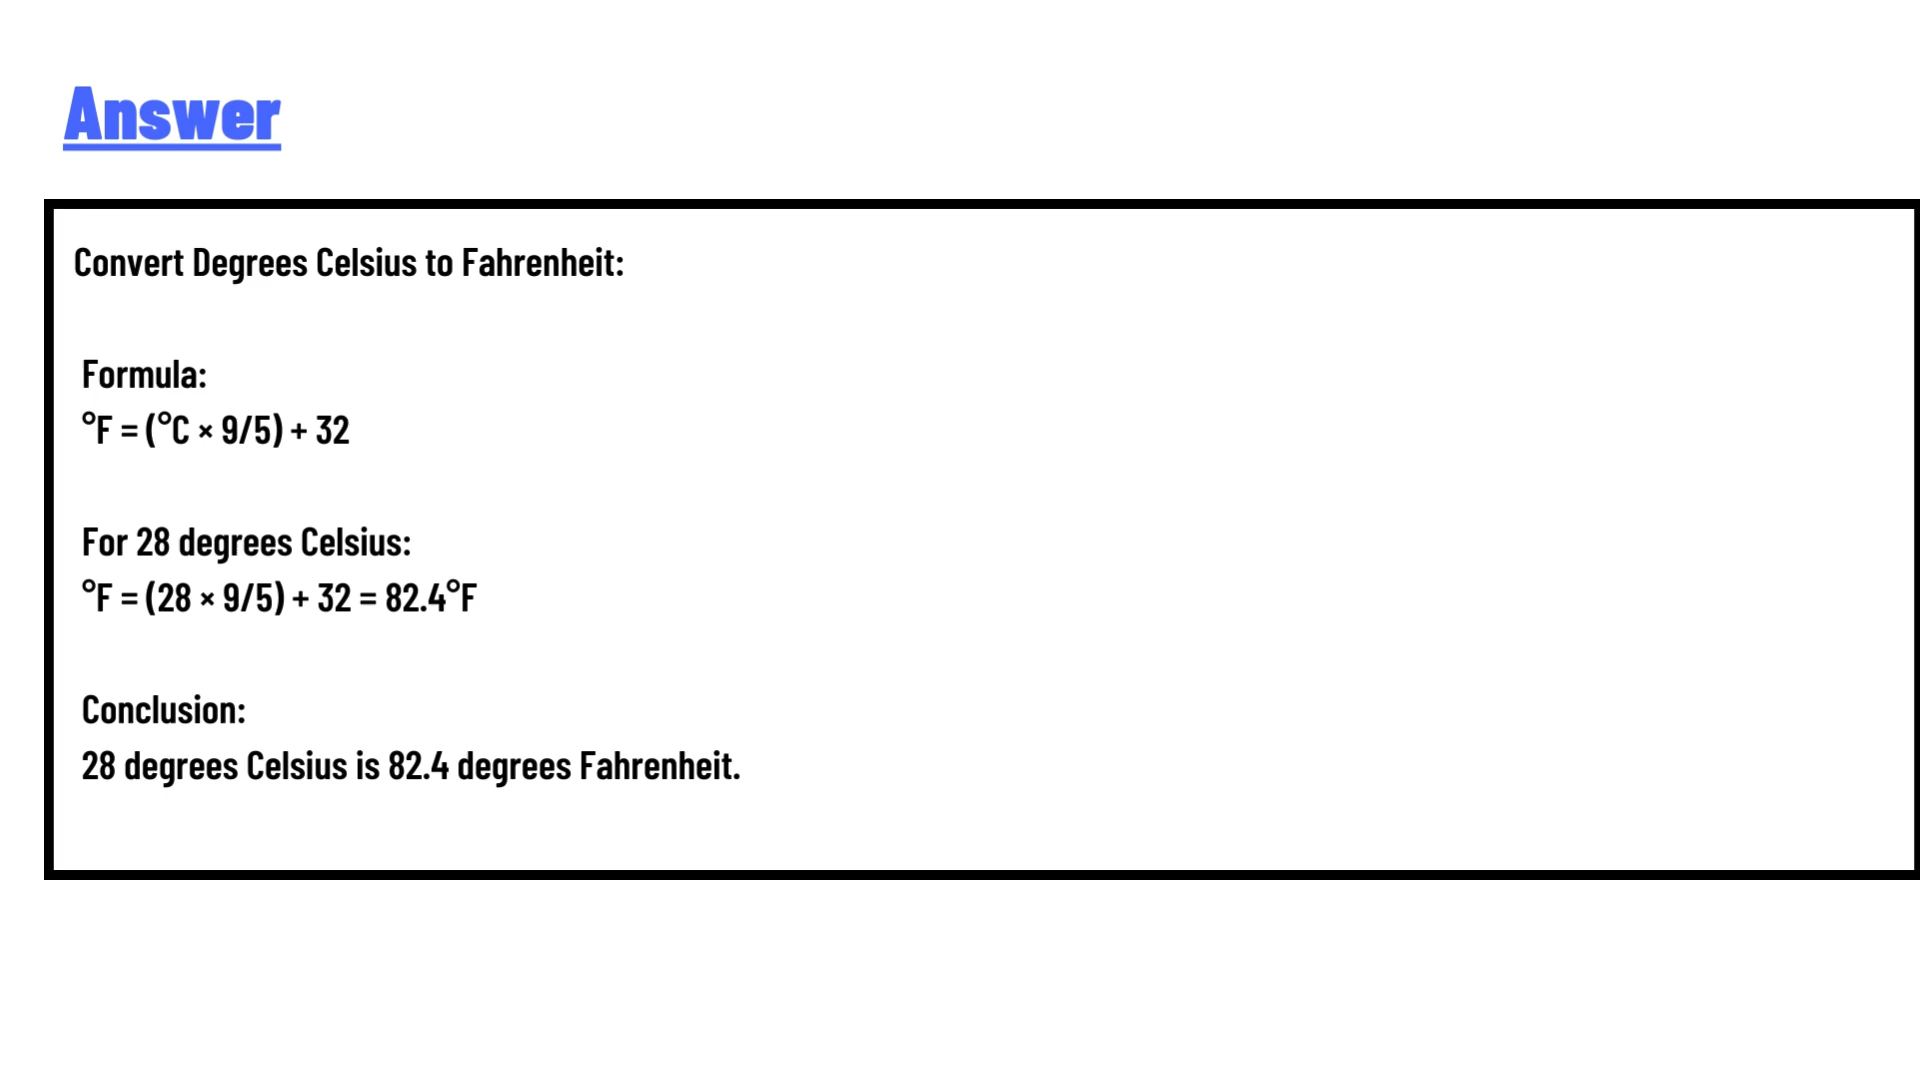 Answer
Convert Degrees Celsius to Fahrenheit:
Formula:
°F = (°C × 9/5) + 32
For 28 degrees Celsius:
°F = (28 × 9/5) + 32 = 82.4°F
Conclusion:
28 degrees Celsius is 82.4 degrees Fahrenheit.